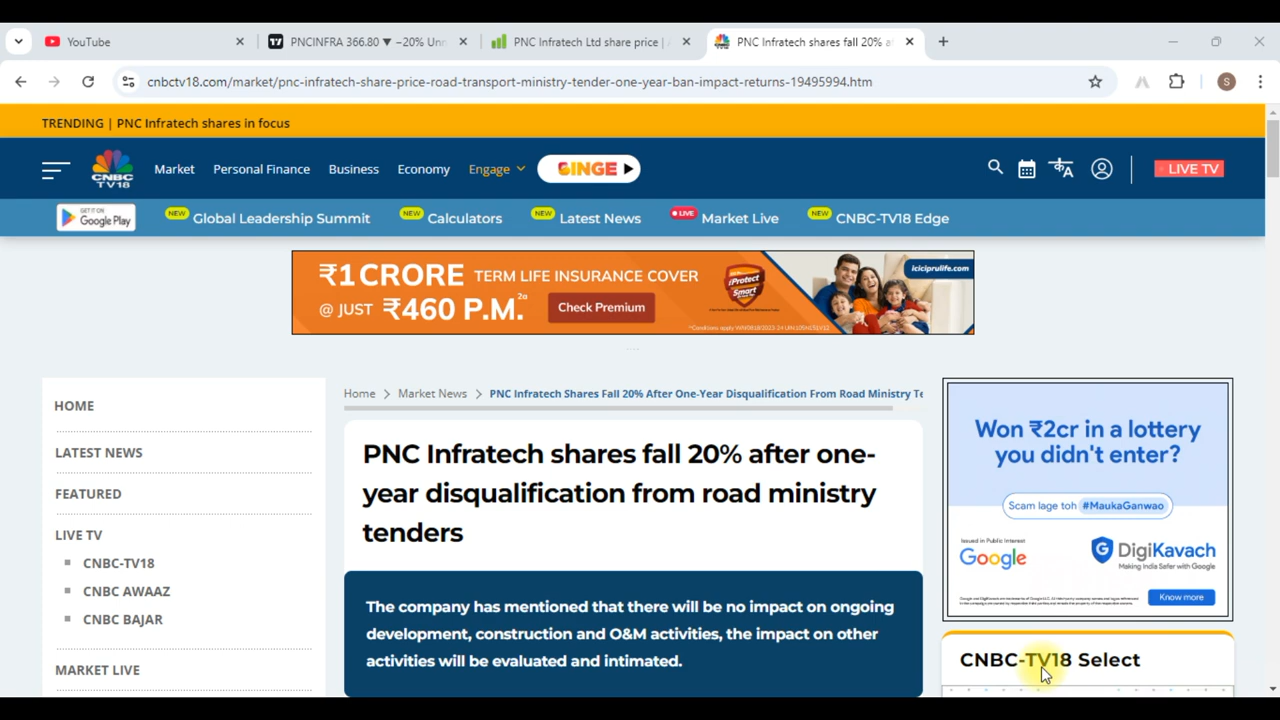 YouTube
PNCINFRA 366.80 ▼ −20% Unn
PNC Infratech Ltd share price |
PNC Infratech shares fall 20% a
cnbctv18.com/market/pnc-infratech-share-price-road-transport-ministry-tender-one-year-ban-impact-returns-19495994.htm
S
TRENDING | PNC Infratech shares in focus
CNBC TV18
Market
Personal Finance
Business
Economy
Engage
BINGE
LIVE TV
GET IT ON Google Play
NEW Global Leadership Summit
NEW Calculators
NEW Latest News
LIVE Market Live
NEW CNBC-TV18 Edge
₹1 CRORE TERM LIFE INSURANCE COVER
@ JUST ₹460 P.M.
Check Premium
iProtect Smart
iciciprulife.com
Home > Market News > PNC Infratech Shares Fall 20% After One-Year Disqualification From Road Ministry Te
HOME
LATEST NEWS
FEATURED
LIVE TV
CNBC-TV18
CNBC AWAAZ
CNBC BAJAR
MARKET LIVE
PNC Infratech shares fall 20% after one-
year disqualification from road ministry
tenders
The company has mentioned that there will be no impact on ongoing
development, construction and O&M activities, the impact on other
activities will be evaluated and intimated.
Won ₹2cr in a lottery
you didn't enter?
Scam lage toh #MaukaGanwao
Issued in Public Interest
Google
DigiKavach
Making India Safer with Google
Know more
CNBC-TV18 Select